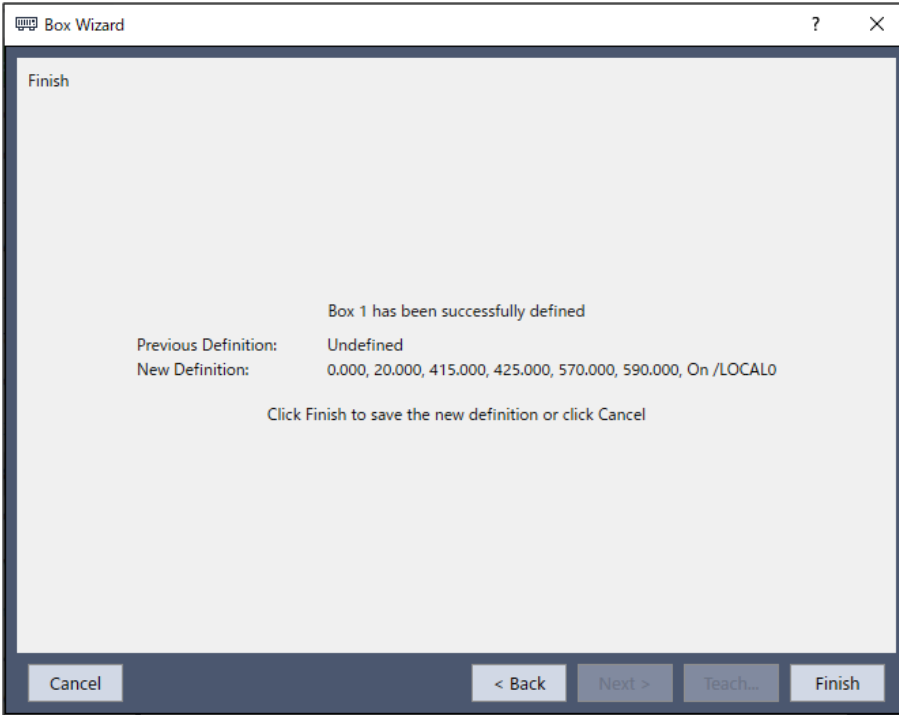 Box Wizard
?
Finish
Box 1 has been successfully defined
Previous Definition: Undefined
New Definition: 0.000, 20.000, 415.000, 425.000, 570.000, 590.000, On /LOCAL0
Click Finish to save the new definition or click Cancel
Cancel < Back Next > Teach... Finish